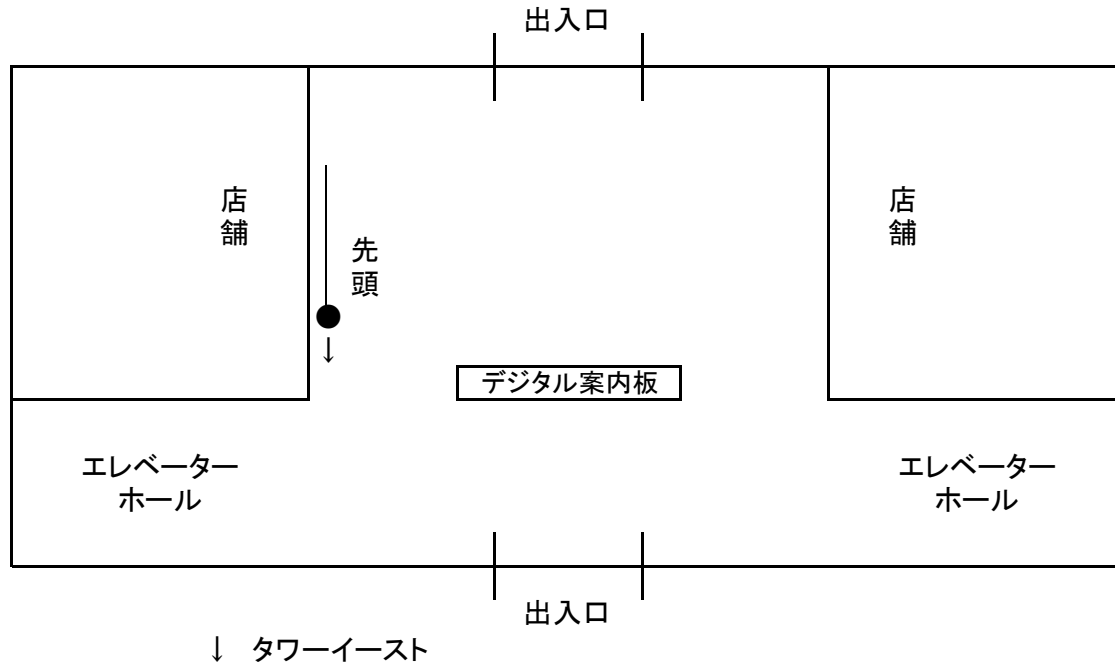 出入口
店舗
店舗
先頭
↓
デジタル案内板
エレベーター
ホール
エレベーター
ホール
出入口
↓ タワーイースト